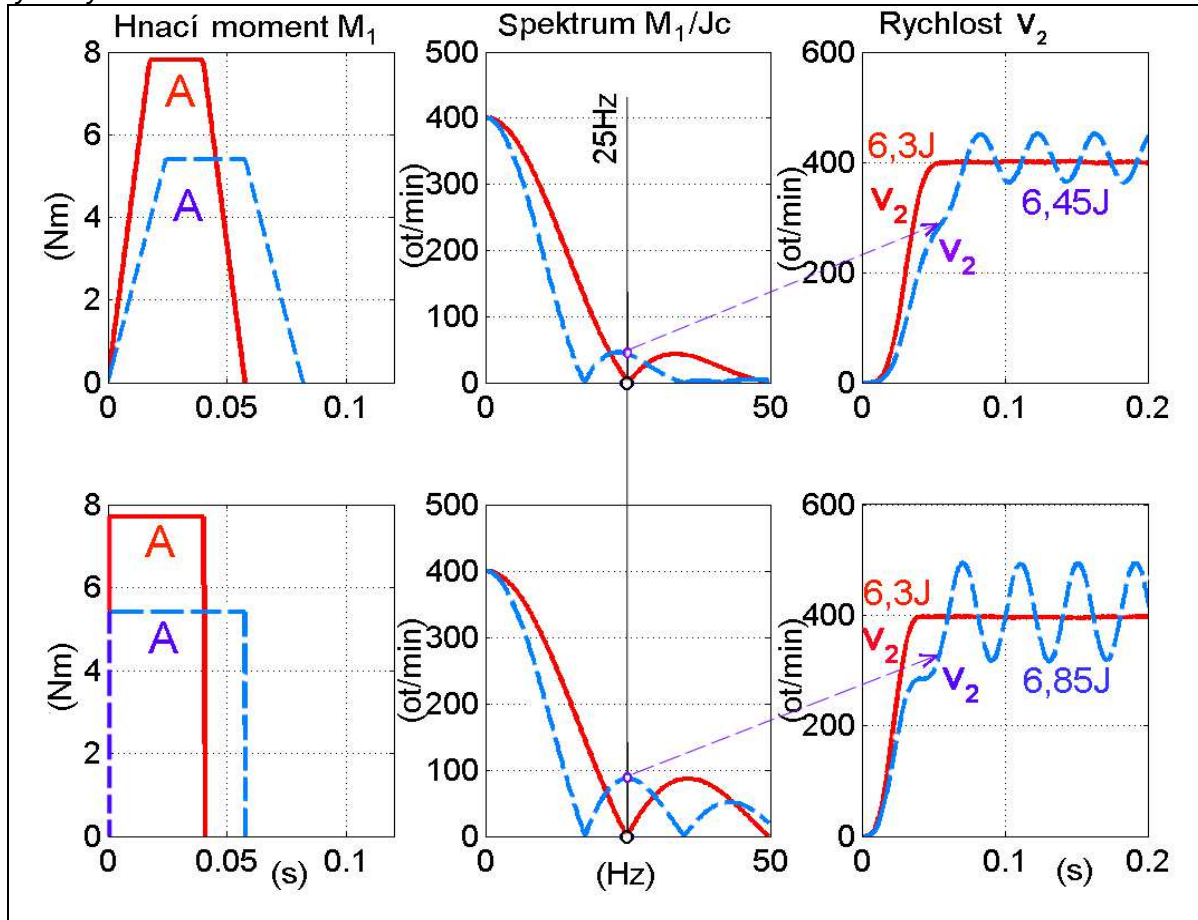 Hnací moment M₁
Spektrum M₁/Jc
Rychlost v₂
8
6
4
2
0
(Nm)
A
A
0
0.05
0.1
500
400
300
200
100
0
(ot/min)
25Hz
0
50
600
400
200
0
(ot/min)
6,3J
v₂
v₂
6,45J
0
0.1
0.2
8
6
4
2
0
(Nm)
A
A
0
0.05
0.1
(s)
500
400
300
200
100
0
(ot/min)
0
50
(Hz)
600
400
200
0
(ot/min)
6,3J
v₂
v₂
6,85J
0
0.1
0.2
(s)